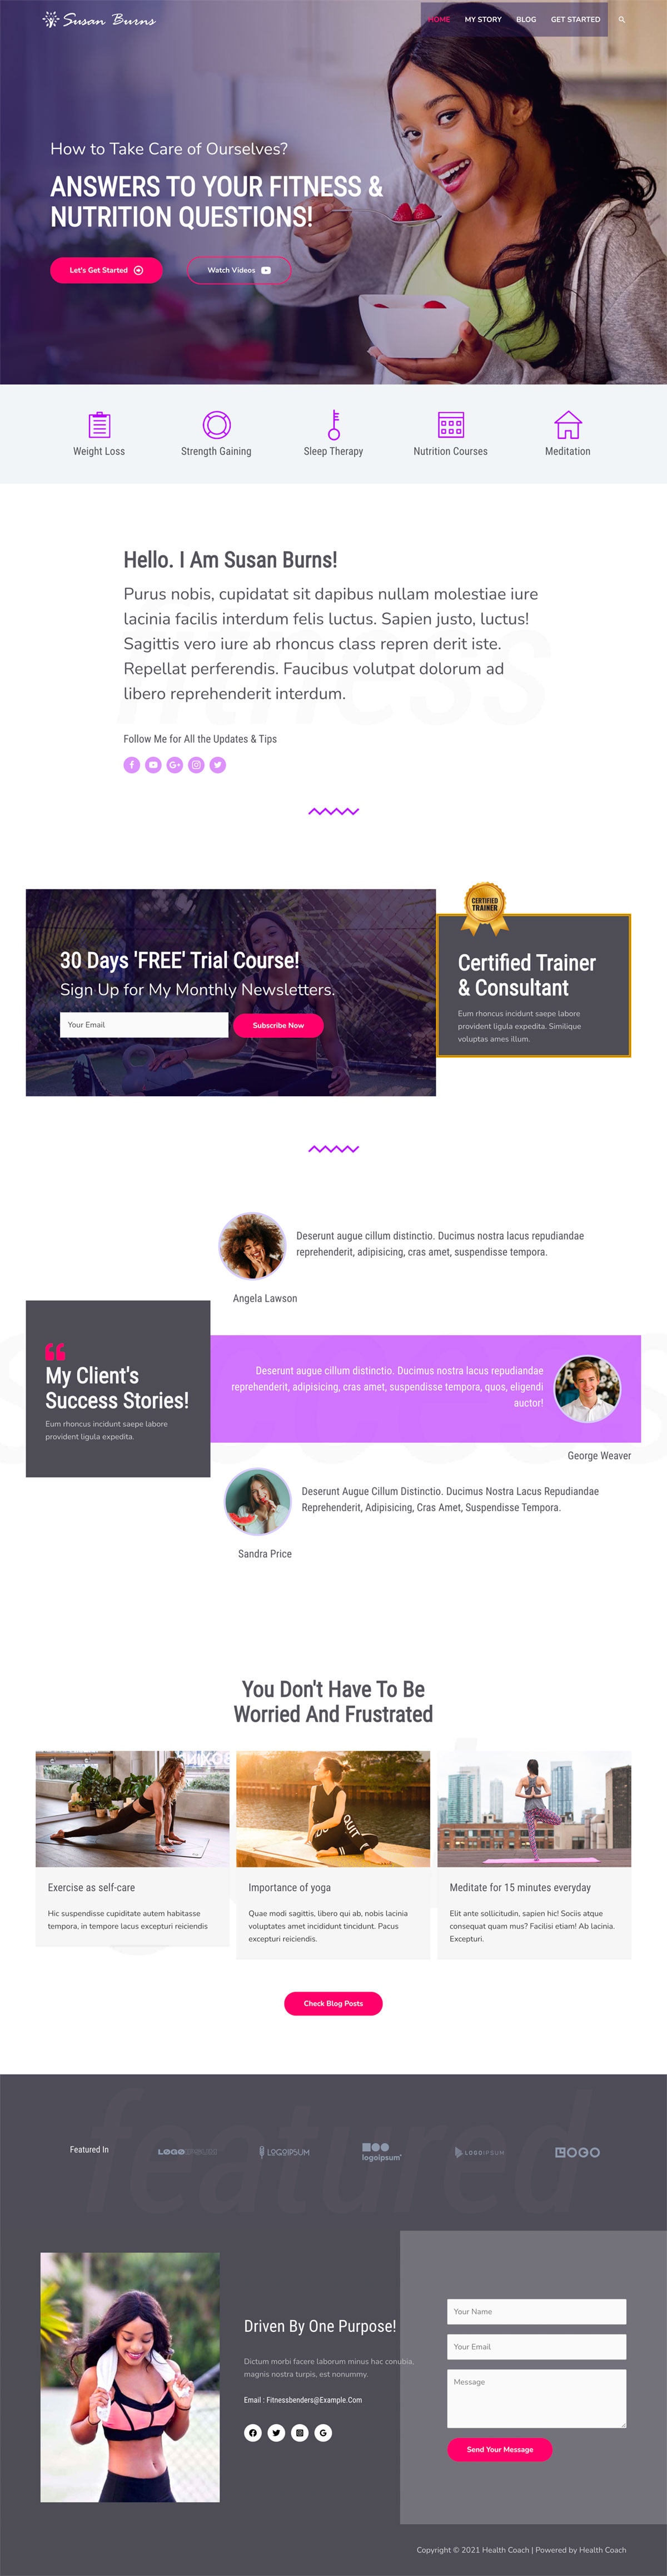 Susan Burns
HOME MY STORY BLOG GET STARTED
How to Take Care of Ourselves?
ANSWERS TO YOUR FITNESS &
NUTRITION QUESTIONS!
Let's Get Started Watch Videos
Weight Loss Strength Gaining Sleep Therapy Nutrition Courses Meditation
Hello. I Am Susan Burns!
Purus nobis, cupidatat sit dapibus nullam molestiae iure
lacinia facilis interdum felis luctus. Sapien justo, luctus!
Sagittis vero iure ab rhoncus class repren derit iste.
Repellat perferendis. Faucibus volutpat dolorum ad
libero reprehenderit interdum.
Follow Me for All the Updates & Tips
30 Days 'FREE' Trial Course!
Sign Up for My Monthly Newsletters.
Your Email Subscribe Now
CERTIFIED
TRAINER
Certified Trainer
& Consultant
Eum rhoncus incidunt saepe labore
provident ligula expedita. Similique
voluptas ames illum.
Deserunt augue cillum distinctio. Ducimus nostra lacus repudiandae
reprehenderit, adipisicing, cras amet, suspendisse tempora.
Angela Lawson
My Client's
Success Stories!
Eum rhoncus incidunt saepe labore
provident ligula expedita.
Deserunt augue cillum distinctio. Ducimus nostra lacus repudiandae
reprehenderit, adipisicing, cras amet, suspendisse tempora, quos, eligendi
auctor!
George Weaver
Deserunt Augue Cillum Distinctio. Ducimus Nostra Lacus Repudiandae
Reprehenderit, Adipisicing, Cras Amet, Suspendisse Tempora.
Sandra Price
You Don't Have To Be
Worried And Frustrated
QUIT
Exercise as self-care
Hic suspendisse cupiditate autem habitasse
tempora, in tempore lacus excepturi reiciendis
Importance of yoga
Quae modi sagittis, libero qui ab, nobis lacinia
voluptates amet incididunt tincidunt. Pacus
excepturi reiciendis.
Meditate for 15 minutes everyday
Elit ante sollicitudin, sapien hic! Sociis atque
consequat quam mus? Facilisi etiam! Ab lacinia.
Excepturi.
Check Blog Posts
featured
Featured In
LOGOIPSUM
logoipsum
LOGOIPSUM
LOGO
Driven By One Purpose!
Dictum morbi facere laborum minus hac conubia,
magnis nostra turpis, est nonummy.
Email : Fitnessbenders@Example.Com
Your Name
Your Email
Message
Send Your Message
Copyright © 2021 Health Coach | Powered by Health Coach